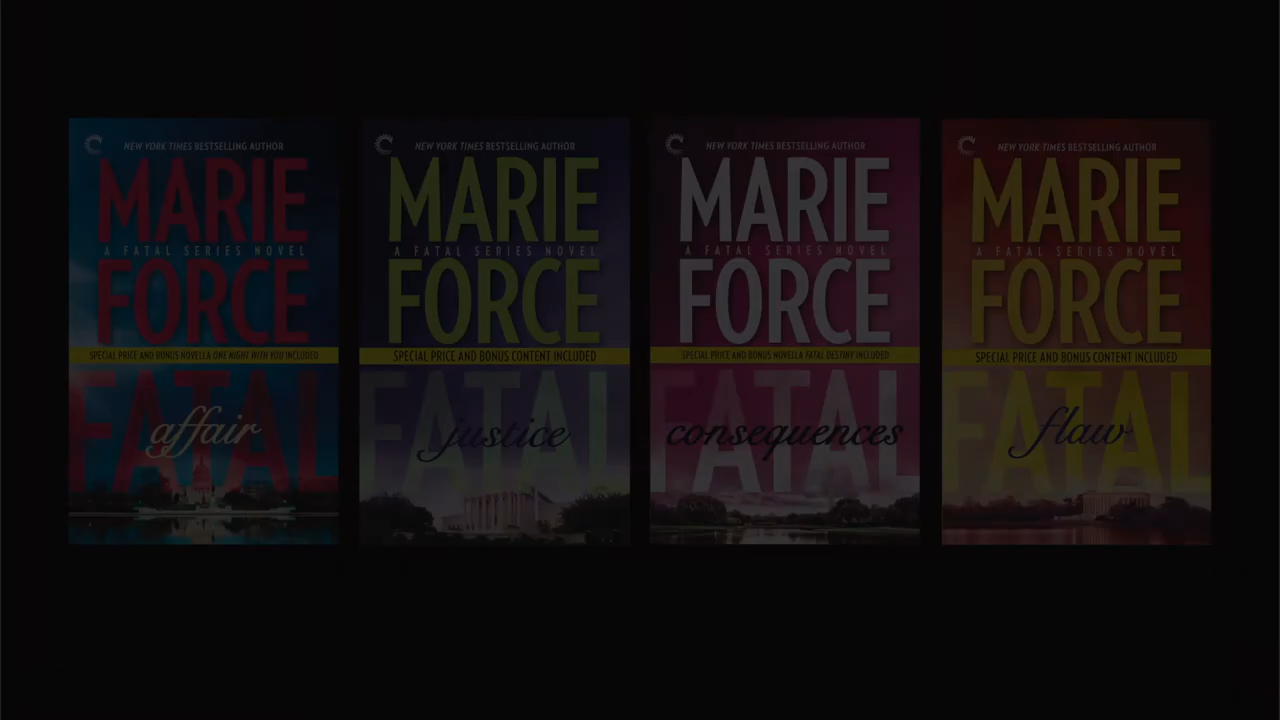 NEW YORK TIMES BESTSELLING AUTHOR
MARIE
A FATAL SERIES NOVEL
FORCE
SPECIAL PRICE AND BONUS NOVELLA ONE NIGHT WITH YOU INCLUDED
FATAL
affair
NEW YORK TIMES BESTSELLING AUTHOR
MARIE
A FATAL SERIES NOVEL
FORCE
SPECIAL PRICE AND BONUS CONTENT INCLUDED
FATAL
justice
NEW YORK TIMES BESTSELLING AUTHOR
MARIE
A FATAL SERIES NOVEL
FORCE
SPECIAL PRICE AND BONUS NOVELLA FATAL DESTINY INCLUDED
FATAL
consequences
NEW YORK TIMES BESTSELLING AUTHOR
MARIE
A FATAL SERIES NOVEL
FORCE
SPECIAL PRICE AND BONUS CONTENT INCLUDED
FATAL
flaw